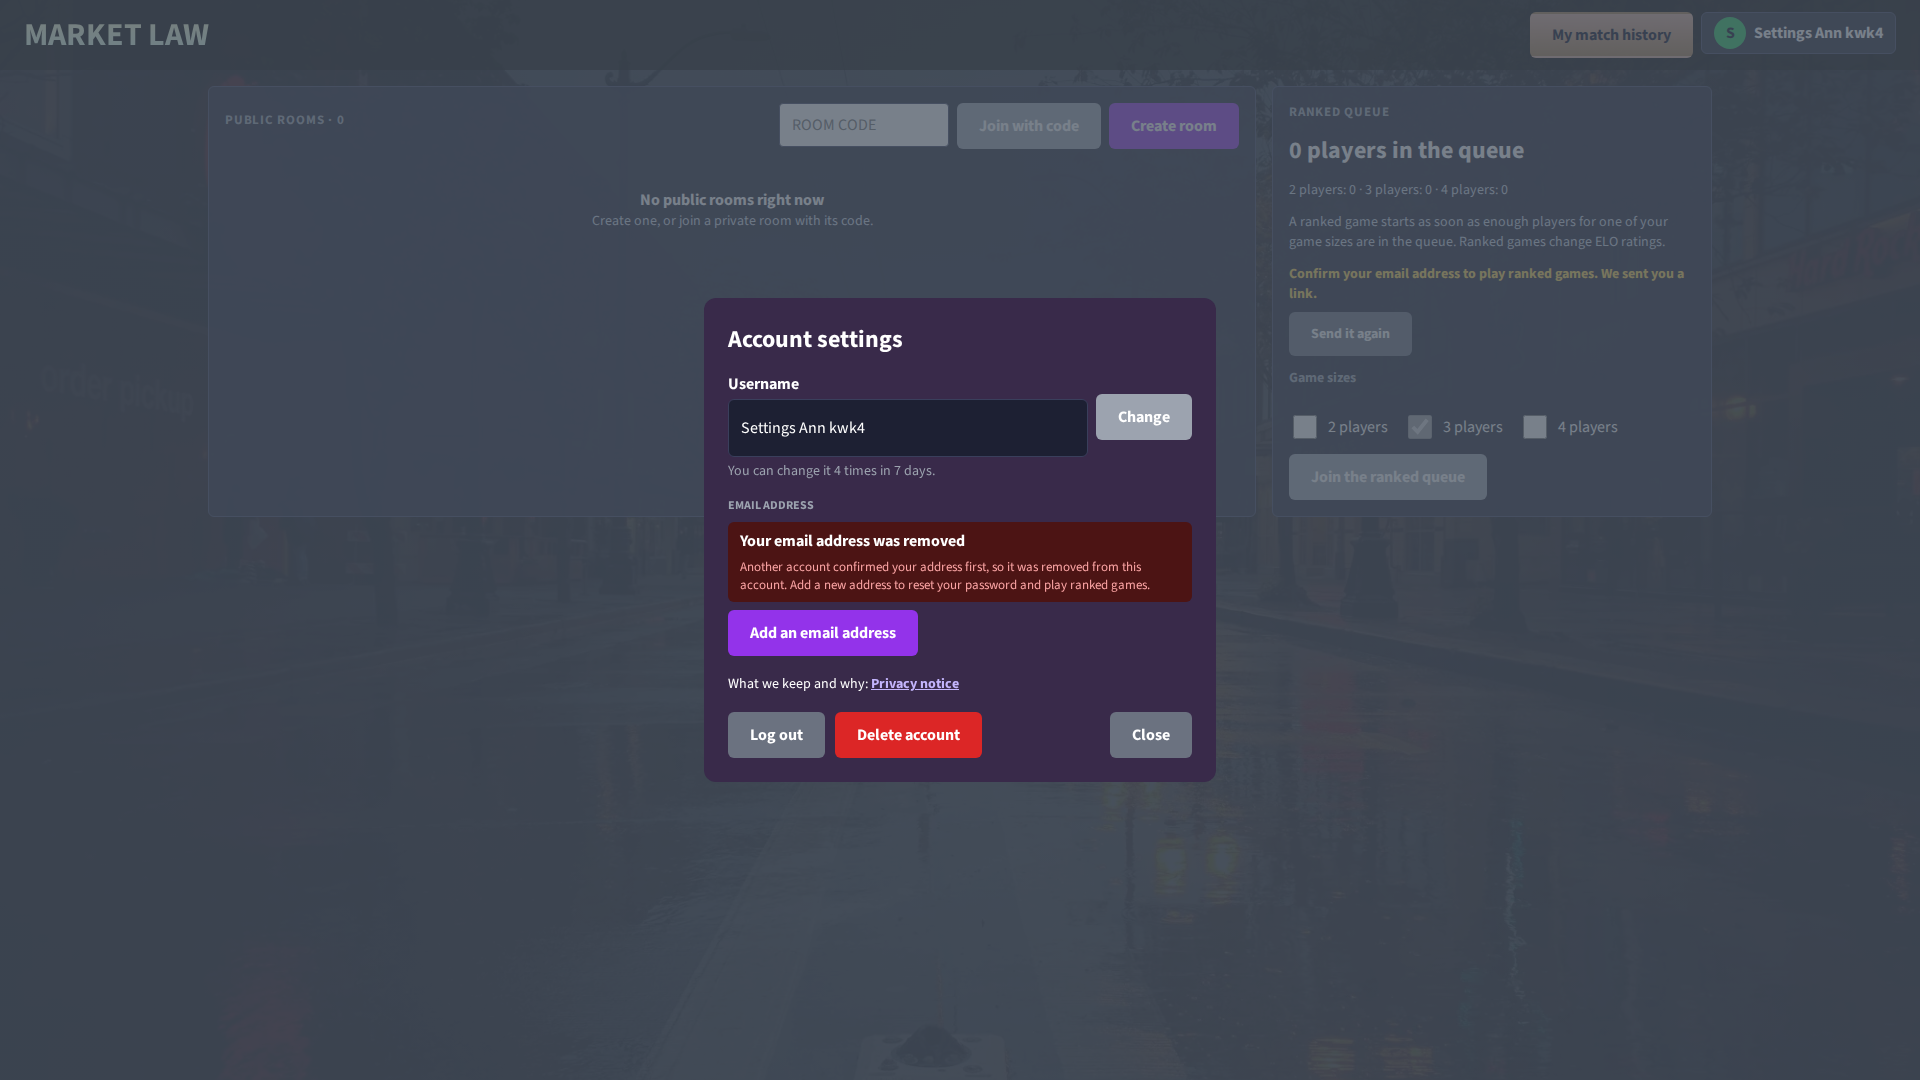 MARKET LAW
My match history
S
Settings Ann kwk4
PUBLIC ROOMS · 0
ROOM CODE
Join with code
Create room
No public rooms right now
Create one, or join a private room with its code.
RANKED QUEUE
0 players in the queue
2 players: 0 · 3 players: 0 · 4 players: 0
A ranked game starts as soon as enough players for one of your
game sizes are in the queue. Ranked games change ELO ratings.
Confirm your email address to play ranked games. We sent you a
link.
Send it again
Game sizes
2 players
3 players
4 players
Join the ranked queue
order pickup
Account settings
Username
Settings Ann kwk4
Change
You can change it 4 times in 7 days.
EMAIL ADDRESS
Your email address was removed
Another account confirmed your address first, so it was removed from this
account. Add a new address to reset your password and play ranked games.
Add an email address
What we keep and why: Privacy notice
Log out
Delete account
Close